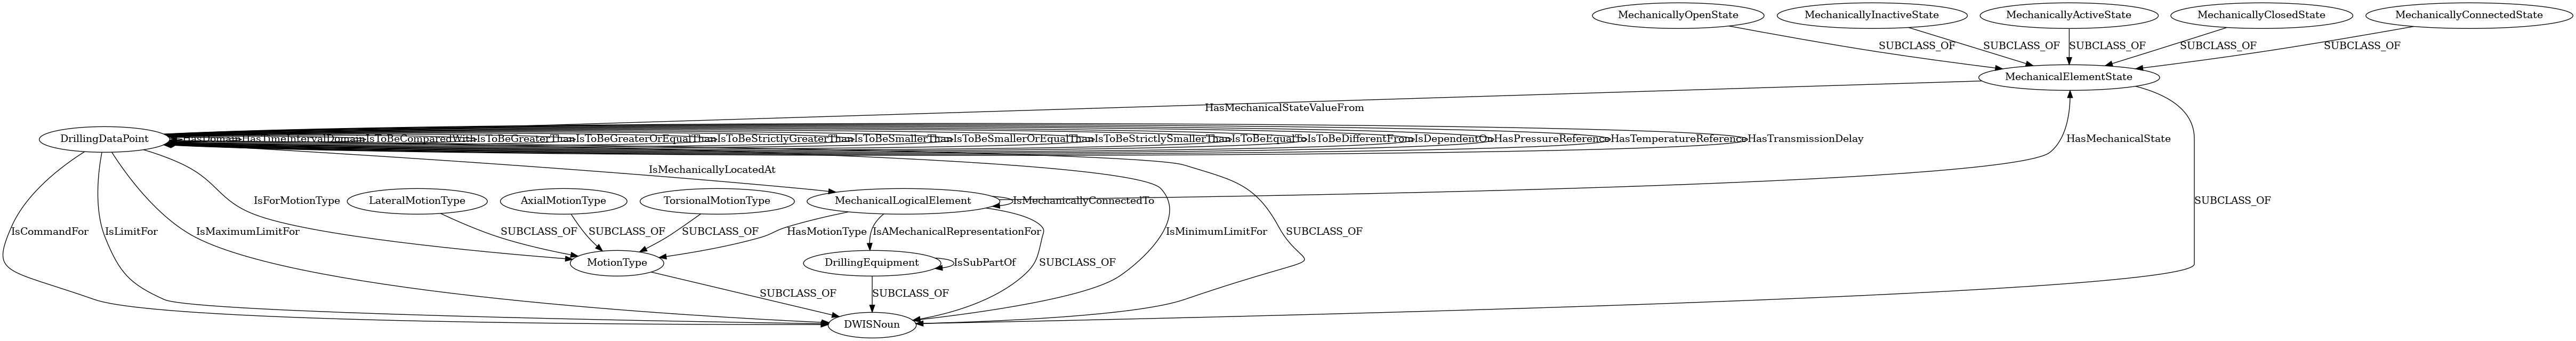 MechanicallyOpenState
MechanicallyInactiveState
MechanicallyActiveState
MechanicallyClosedState
MechanicallyConnectedState
SUBCLASS_OF
SUBCLASS_OF
SUBCLASS_OF
SUBCLASS_OF
SUBCLASS_OF
MechanicalElementState
HasMechanicalStateValueFrom
DrillingDataPoint
HasDomain
HasTimeIntervalDomain
IsToBeComparedWith
IsToBeGreaterThan
IsToBeGreaterOrEqualThan
IsToBeStrictlyGreaterThan
IsToBeSmallerThan
IsToBeSmallerOrEqualThan
IsToBeStrictlySmallerThan
IsToBeEqualTo
IsToBeDifferentFrom
IsDependentOn
HasPressureReference
HasTemperatureReference
HasTransmissionDelay
HasMechanicalState
IsMechanicallyLocatedAt
IsForMotionType
LateralMotionType
AxialMotionType
TorsionalMotionType
MechanicalLogicalElement
IsMechanicallyConnectedTo
SUBCLASS_OF
IsCommandFor
IsLimitFor
IsMaximumLimitFor
SUBCLASS_OF
SUBCLASS_OF
SUBCLASS_OF
HasMotionType
IsAMechanicalRepresentationFor
IsMinimumLimitFor
SUBCLASS_OF
MotionType
DrillingEquipment
IsSubPartOf
SUBCLASS_OF
SUBCLASS_OF
SUBCLASS_OF
DWISNoun